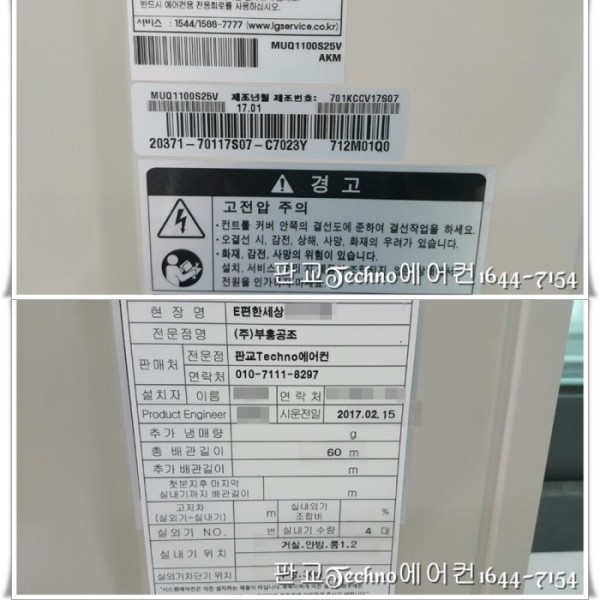 반드시 에어컨용 전용회로를 사용하십시오.
서비스 : 1544/1588-7777 (www.lgservice.co.kr)
MUQ1100S25V
AKM
MUQ1100S25V 제조년월 제조번호: 701KCCV17S07
17.01
20371-70117S07-C7023Y 712M01Q0
경 고
고전압 주의
· 컨트롤 커버 안쪽의 결선도에 준하여 결선작업을 하세요.
· 오결선 시, 감전, 상해, 사망, 화재의 우려가 있습니다.
· 화재, 감전, 사망의 위험이 있습니다.
설치, 서비스
전원을 인가하
판교Techno에어컨1644-7154
현 장 명 E편한세상
전문점명 (주)부흥공조
판매처 전문점 판교Techno에어컨
연락처 010-7111-8297
설치자 이름 연락처
Product Engineer 시운전일 2017.02.15
추가 냉매량 g
총 배관길이 60 m
추가 배관길이 m
첫분지후 마지막
실내기까지 배관길이 m
고저차
(실외기~실내기) m 실내외기
조합비 %
실외기 NO. 번 실내기 수량 4 대
실내기 위치 거실.안방.룸1.2
실외기차단기 위치
판교Techno에어컨1644-7154